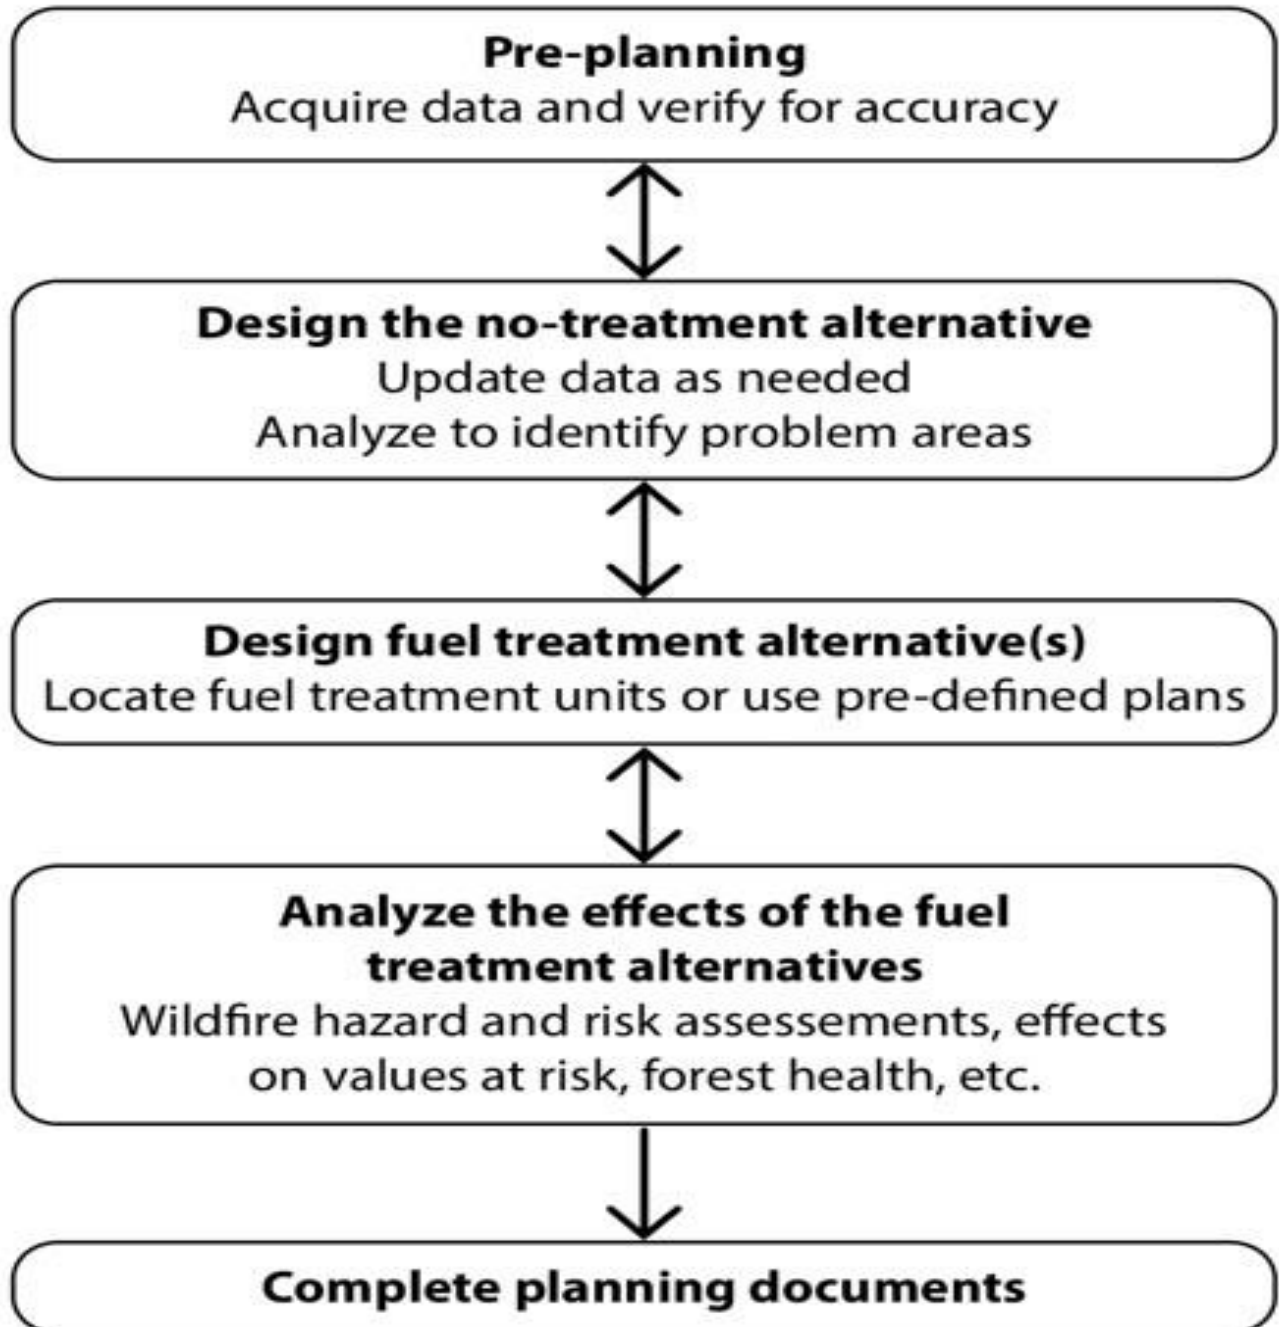 Pre-planning
Acquire data and verify for accuracy
Design the no-treatment alternative
Update data as needed
Analyze to identify problem areas
Design fuel treatment alternative(s)
Locate fuel treatment units or use pre-defined plans
Analyze the effects of the fuel
treatment alternatives
Wildfire hazard and risk assessements, effects
on values at risk, forest health, etc.
Complete planning documents